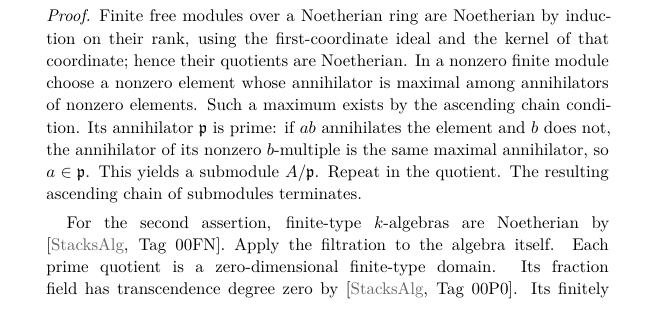 Proof. Finite free modules over a Noetherian ring are Noetherian by induc-
tion on their rank, using the first-coordinate ideal and the kernel of that
coordinate; hence their quotients are Noetherian. In a nonzero finite module
choose a nonzero element whose annihilator is maximal among annihilators
of nonzero elements. Such a maximum exists by the ascending chain condi-
tion. Its annihilator 𝔭 is prime: if ab annihilates the element and b does not,
the annihilator of its nonzero b-multiple is the same maximal annihilator, so
a ∈ 𝔭. This yields a submodule A/𝔭. Repeat in the quotient. The resulting
ascending chain of submodules terminates.
For the second assertion, finite-type k-algebras are Noetherian by
[StacksAlg, Tag 00FN]. Apply the filtration to the algebra itself. Each
prime quotient is a zero-dimensional finite-type domain. Its fraction
field has transcendence degree zero by [StacksAlg, Tag 00P0]. Its finitely